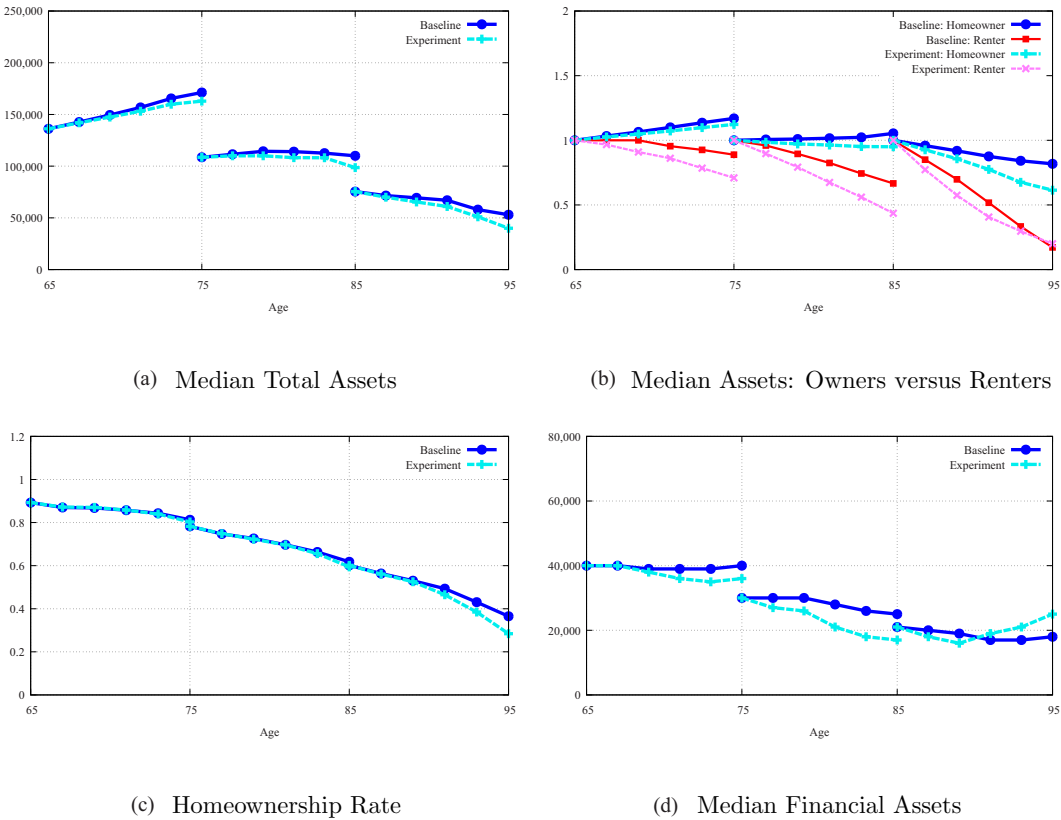 250,000
200,000
150,000
100,000
50,000
0
65 75 85 95
Age
Baseline
Experiment
(a) Median Total Assets
2
1.5
1
0.5
0
65 75 85 95
Age
Baseline: Homeowner
Baseline: Renter
Experiment: Homeowner
Experiment: Renter
(b) Median Assets: Owners versus Renters
1.2
1
0.8
0.6
0.4
0.2
0
65 75 85 95
Age
Baseline
Experiment
(c) Homeownership Rate
80,000
60,000
40,000
20,000
0
65 75 85 95
Age
Baseline
Experiment
(d) Median Financial Assets